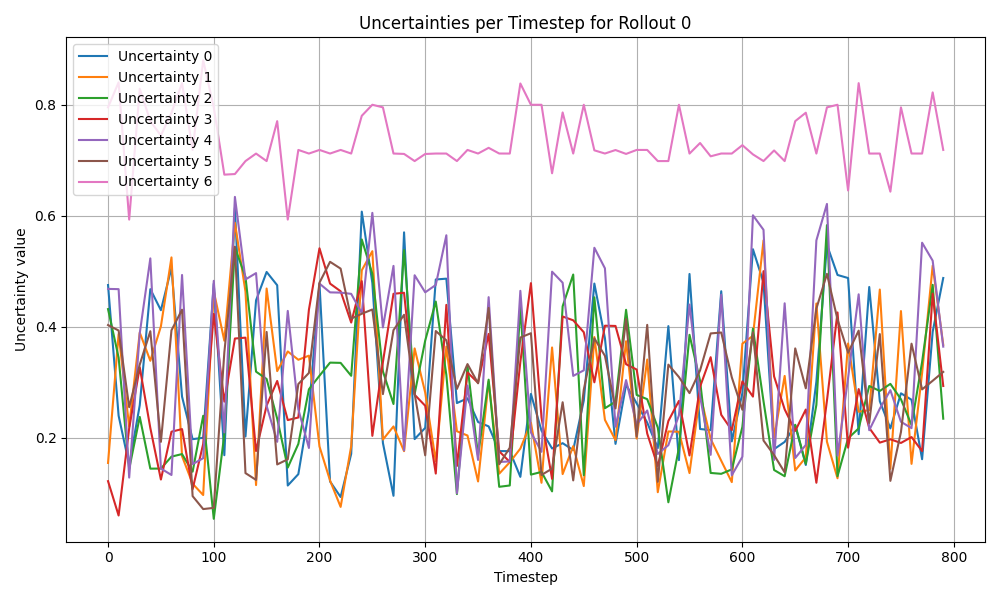 Uncertainties per Timestep for Rollout 0
Uncertainty value
0.8
0.6
0.4
0.2
Uncertainty 0
Uncertainty 1
Uncertainty 2
Uncertainty 3
Uncertainty 4
Uncertainty 5
Uncertainty 6
0 100 200 300 400 500 600 700 800
Timestep